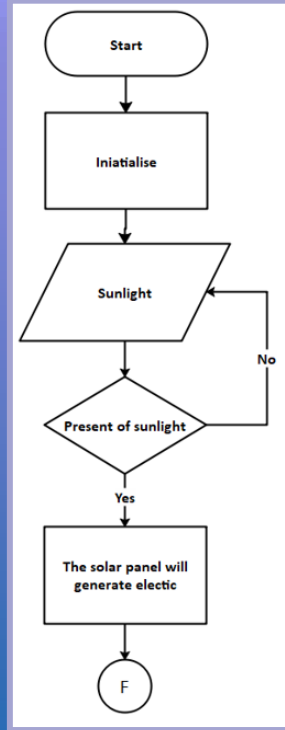 Start
Iniatialise
Sunlight
No
Present of sunlight
Yes
The solar panel will
generate electic
F